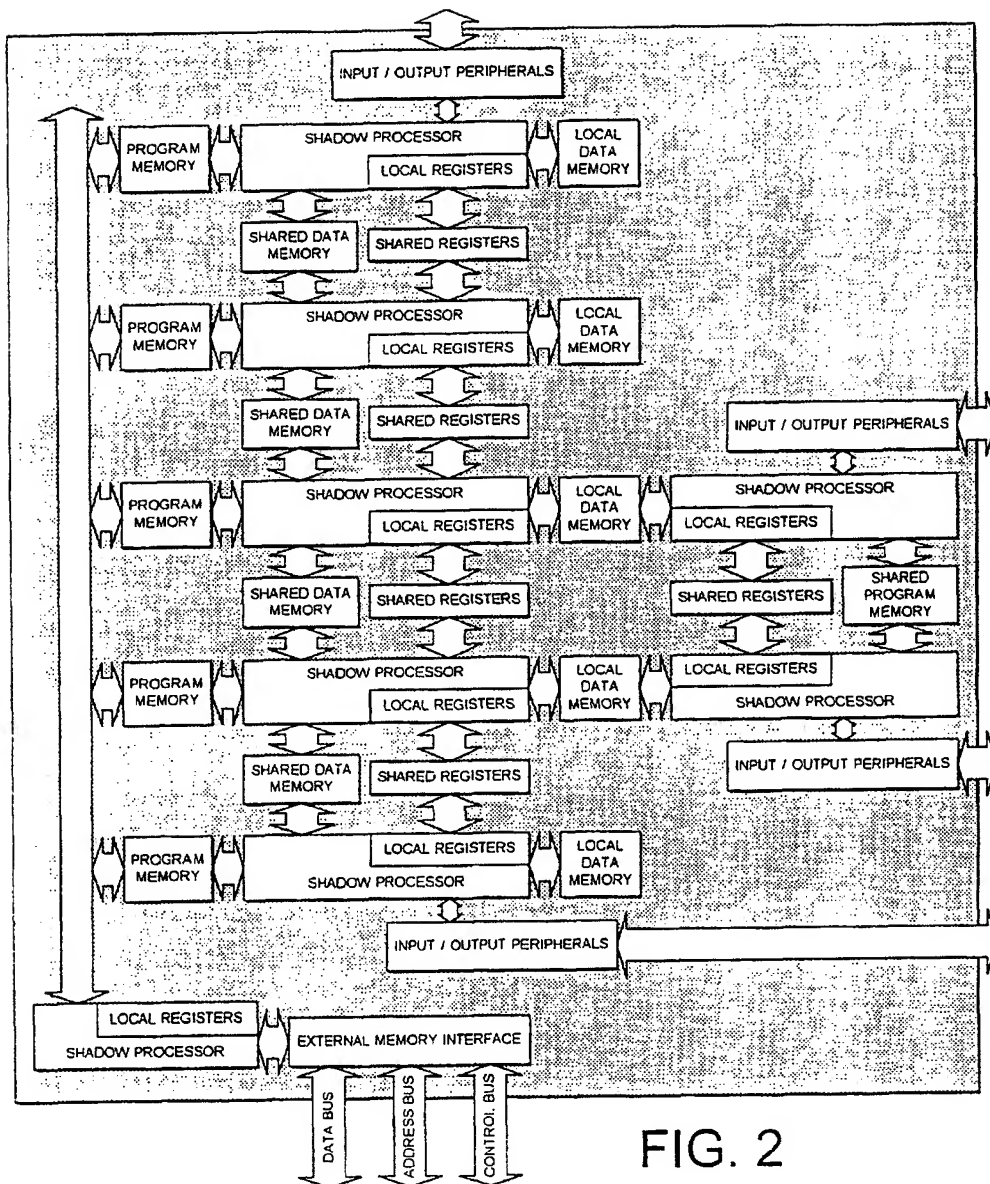 INPUT / OUTPUT PERIPHERALS
PROGRAM
MEMORY
SHADOW PROCESSOR
LOCAL REGISTERS
LOCAL
DATA
MEMORY
SHARED DATA
MEMORY
SHARED REGISTERS
PROGRAM
MEMORY
SHADOW PROCESSOR
LOCAL REGISTERS
LOCAL
DATA
MEMORY
SHARED DATA
MEMORY
SHARED REGISTERS
INPUT / OUTPUT PERIPHERALS
PROGRAM
MEMORY
SHADOW PROCESSOR
LOCAL REGISTERS
LOCAL
DATA
MEMORY
SHADOW PROCESSOR
LOCAL REGISTERS
SHARED DATA
MEMORY
SHARED REGISTERS
SHARED REGISTERS
SHARED
PROGRAM
MEMORY
PROGRAM
MEMORY
SHADOW PROCESSOR
LOCAL REGISTERS
LOCAL
DATA
MEMORY
LOCAL REGISTERS
SHADOW PROCESSOR
SHARED DATA
MEMORY
SHARED REGISTERS
INPUT / OUTPUT PERIPHERALS
PROGRAM
MEMORY
LOCAL REGISTERS
SHADOW PROCESSOR
LOCAL
DATA
MEMORY
INPUT / OUTPUT PERIPHERALS
LOCAL REGISTERS
SHADOW PROCESSOR
EXTERNAL MEMORY INTERFACE
DATA BUS
ADDRESS BUS
CONTROL BUS
FIG. 2